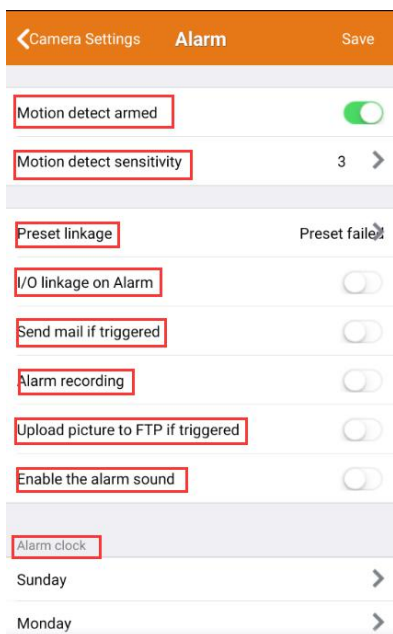 Camera Settings Alarm Save
Motion detect armed
Motion detect sensitivity 3
Preset linkage Preset failed
I/O linkage on Alarm
Send mail if triggered
Alarm recording
Upload picture to FTP if triggered
Enable the alarm sound
Alarm clock
Sunday
Monday